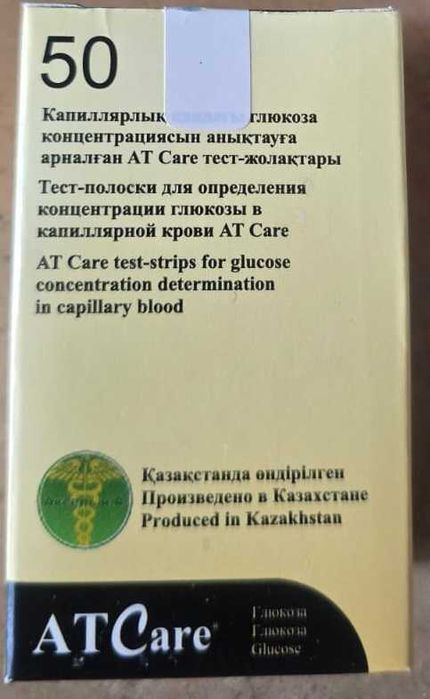 50
Капиллярлық глюкоза
концентрациясын анықтауға
арналған AT Care тест-жолақтары
Тест-полоски для определения
концентрации глюкозы в
капиллярной крови AT Care
AT Care test-strips for glucose
concentration determination
in capillary blood
Қазақстанда өндірілген
Произведено в Казахстане
Produced in Kazakhstan
ATCare®
Глюкоза
Глюкоза
Glucose